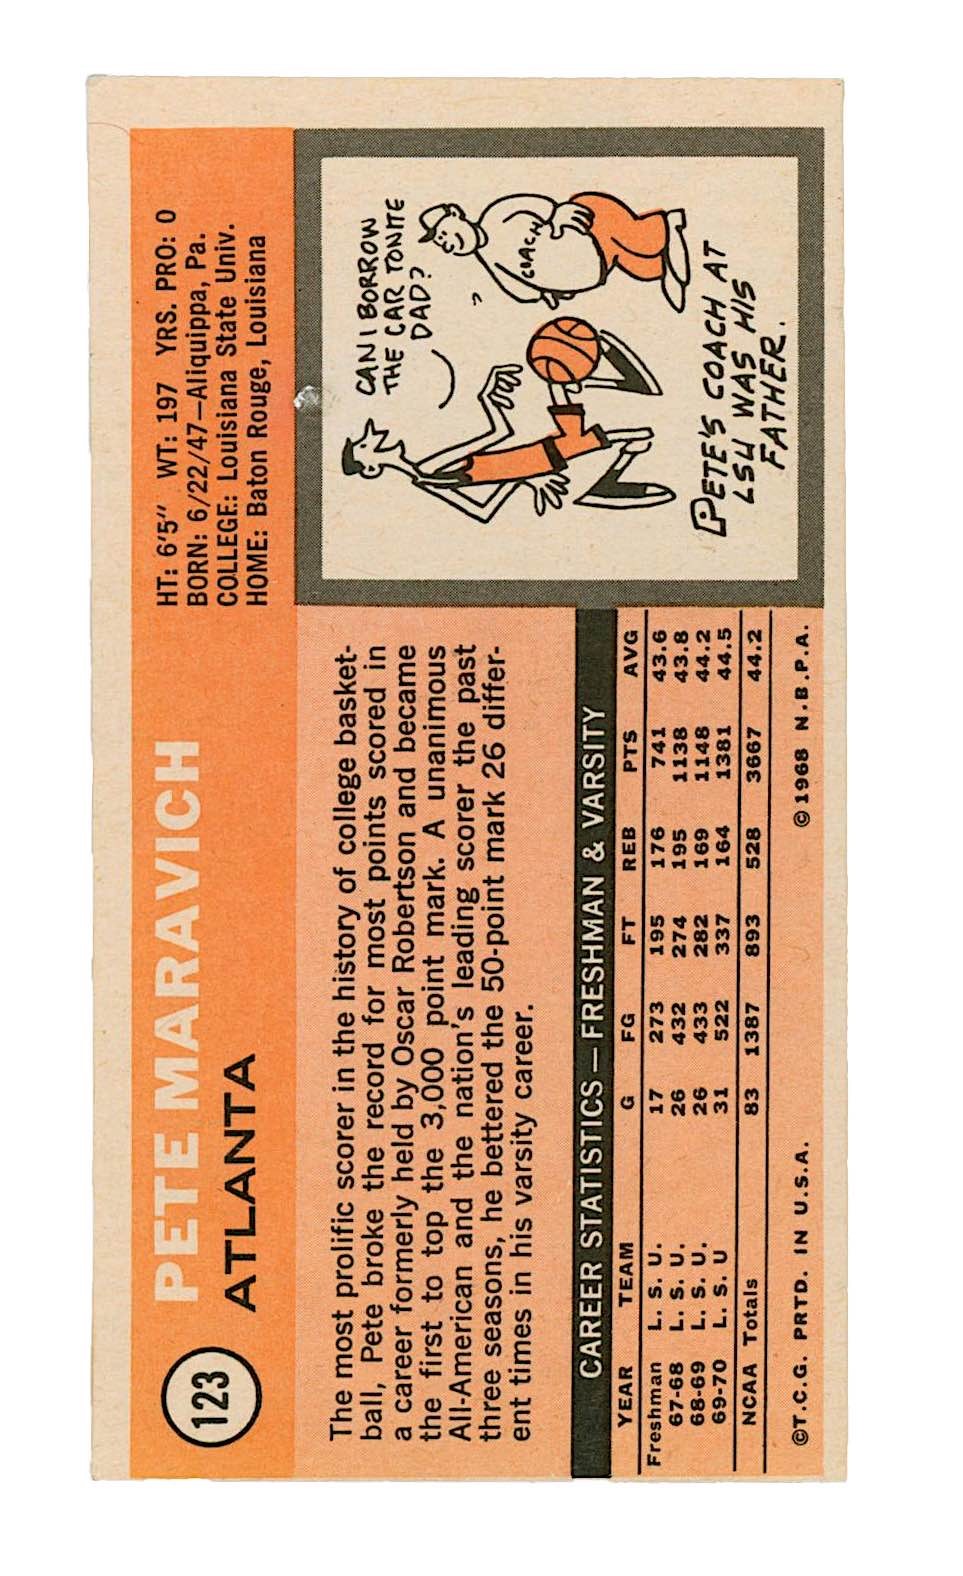 123
PETE MARAVICH
ATLANTA
HT: 6'5" WT: 197 YRS. PRO: 0
BORN: 6/22/47—Aliquippa, Pa.
COLLEGE: Louisiana State Univ.
HOME: Baton Rouge, Louisiana
The most prolific scorer in the history of college basket-
ball, Pete broke the record for most points scored in
a career formerly held by Oscar Robertson and became
the first to top the 3,000 point mark. A unanimous
All-American and the nation's leading scorer the past
three seasons, he bettered the 50-point mark 26 differ-
ent times in his varsity career.
CAREER STATISTICS — FRESHMAN & VARSITY
YEAR TEAM G FG FT REB PTS AVG
Freshman L. S. U. 17 273 195 176 741 43.6
67-68 L. S. U. 26 432 274 195 1138 43.8
68-69 L. S. U. 26 433 282 169 1148 44.2
69-70 L. S. U 31 522 337 164 1381 44.5
NCAA Totals 83 1387 893 528 3667 44.2
©T.C.G. PRTD. IN U.S.A. ©1968 N.B.P.A.
CAN I BORROW
THE CAR TONITE
DAD?
COACH
PETE'S COACH AT
LSU WAS HIS
FATHER.